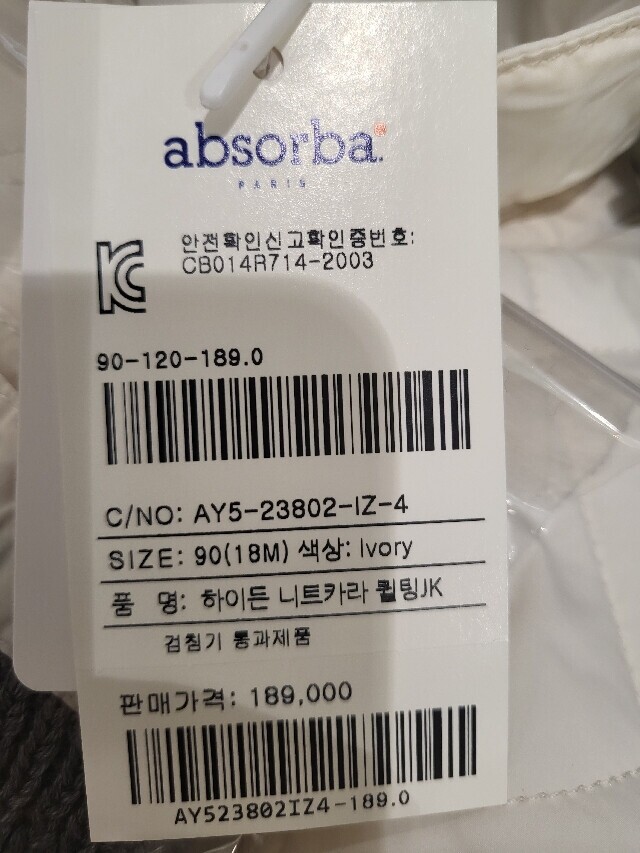 absorba
PARIS
안전확인신고확인증번호:
CB014R714-2003
90-120-189.0
C/NO: AY5-23802-IZ-4
SIZE: 90(18M) 색상: Ivory
품 명: 하이든 니트카라 퀼팅JK
검침기 통과제품
판매가격: 189,000
AY523802IZ4-189.0